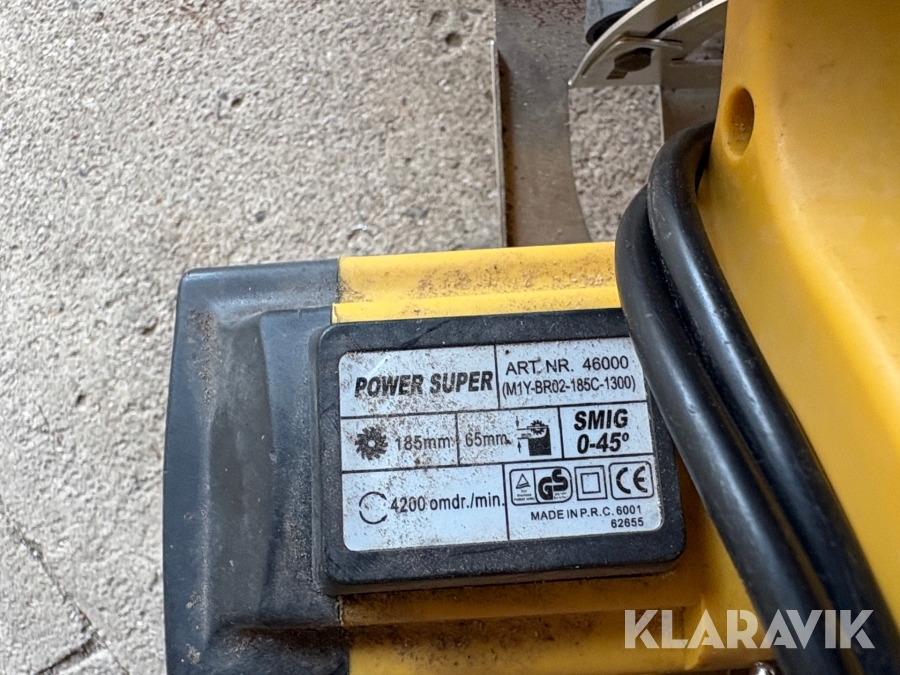 POWER SUPER
ART. NR. 46000
(M1Y-BR02-185C-1300)
185mm
65mm
SMIG
0-45°
4200 omdr./min.
GS
CE
MADE IN P.R.C. 6001
62655
KLARAVIK